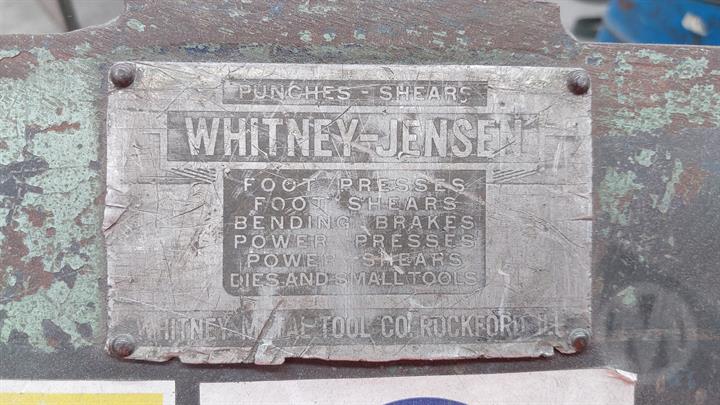 PUNCHES - SHEARS
WHITNEY-JENSEN
FOOT PRESSES
FOOT SHEARS
BENDING BRAKES
POWER PRESSES
POWER SHEARS
DIES AND SMALL TOOLS
WHITNEY METAL TOOL CO. ROCKFORD ILL.